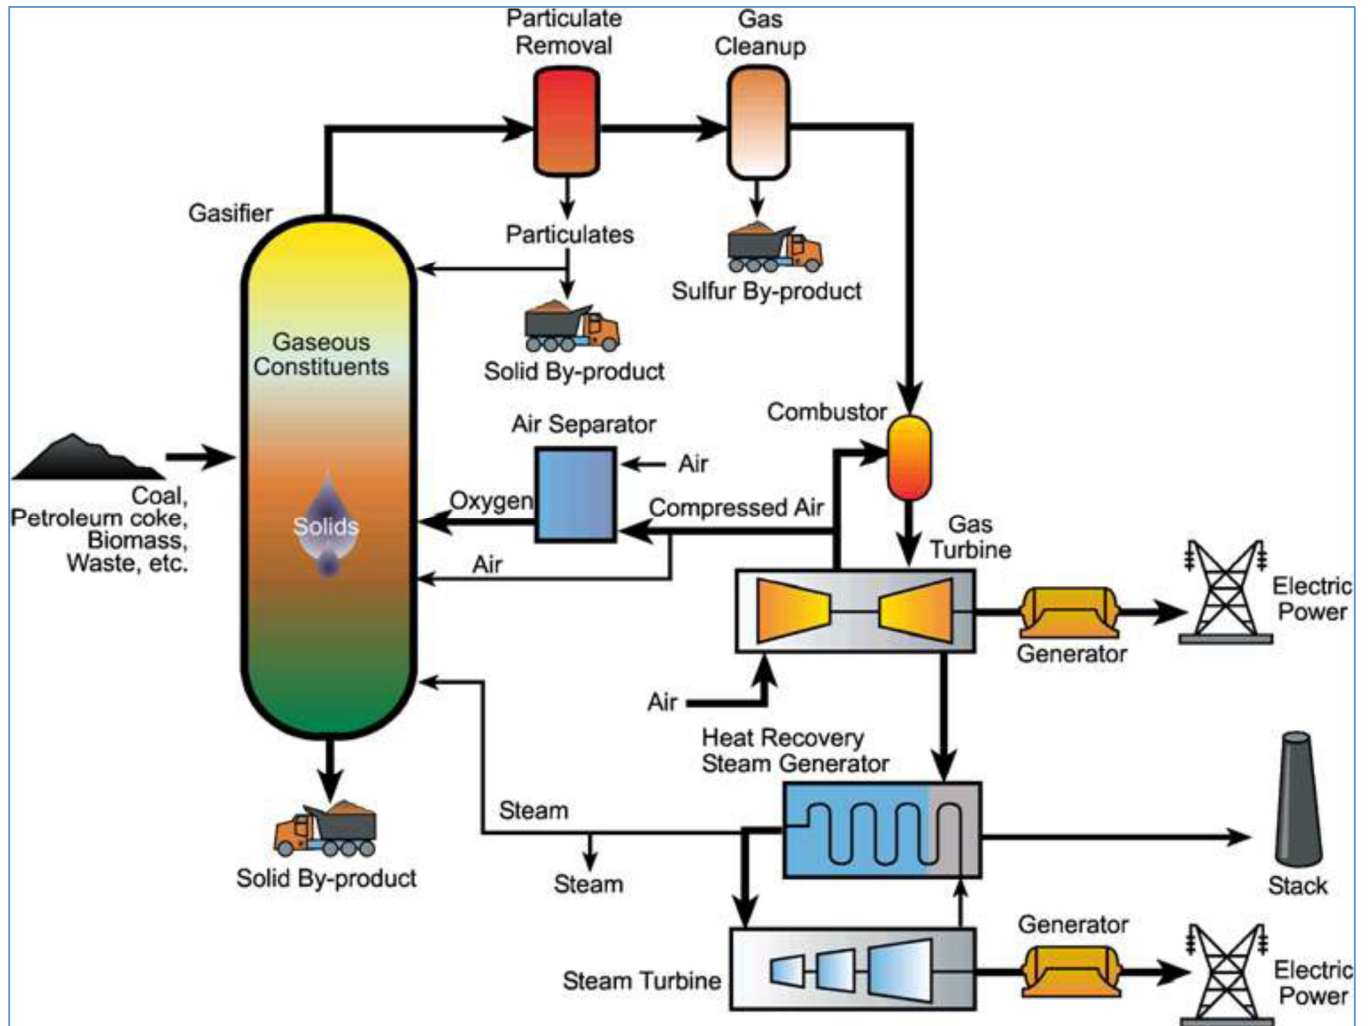 Particulate
Removal
Gas
Cleanup
Gasifier
Particulates
Sulfur By-product
Gaseous
Constituents
Solid By-product
Combustor
Air Separator
Air
Coal,
Petroleum coke,
Biomass,
Waste, etc.
Solids
Oxygen
Compressed Air
Air
Gas
Turbine
Electric
Power
Generator
Air
Heat Recovery
Steam Generator
Steam
Steam
Solid By-product
Stack
Generator
Steam Turbine
Electric
Power